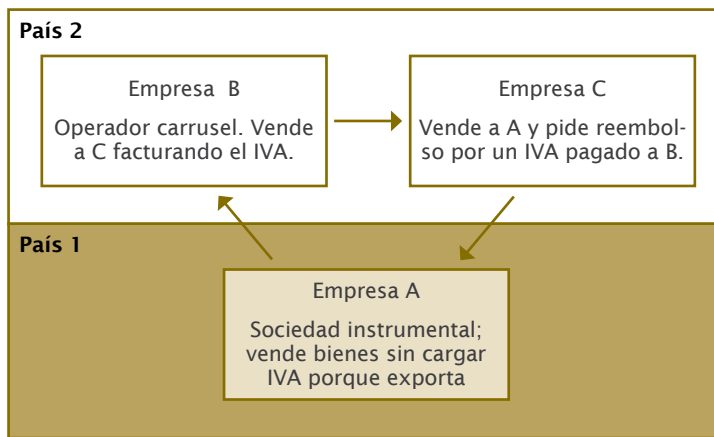 País 2
Empresa B
Operador carrusel. Vende
a C facturando el IVA.
Empresa C
Vende a A y pide reembol-
so por un IVA pagado a B.
País 1
Empresa A
Sociedad instrumental;
vende bienes sin cargar
IVA porque exporta